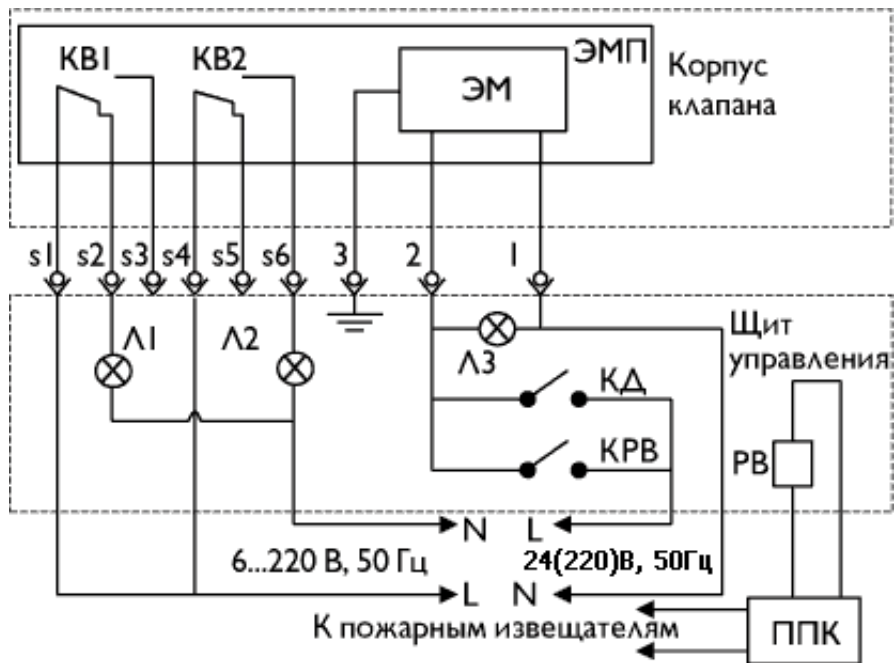 КВ1 КВ2 ЭМП
ЭМ
Корпус
клапана
s1 s2 s3 s4 s5 s6 3 2 1
Л1 Л2 Л3
Щит
управления
КД
КРВ
РВ
N L
6...220 В, 50 Гц 24(220)В, 50Гц
L N
К пожарным извещателям
ППК